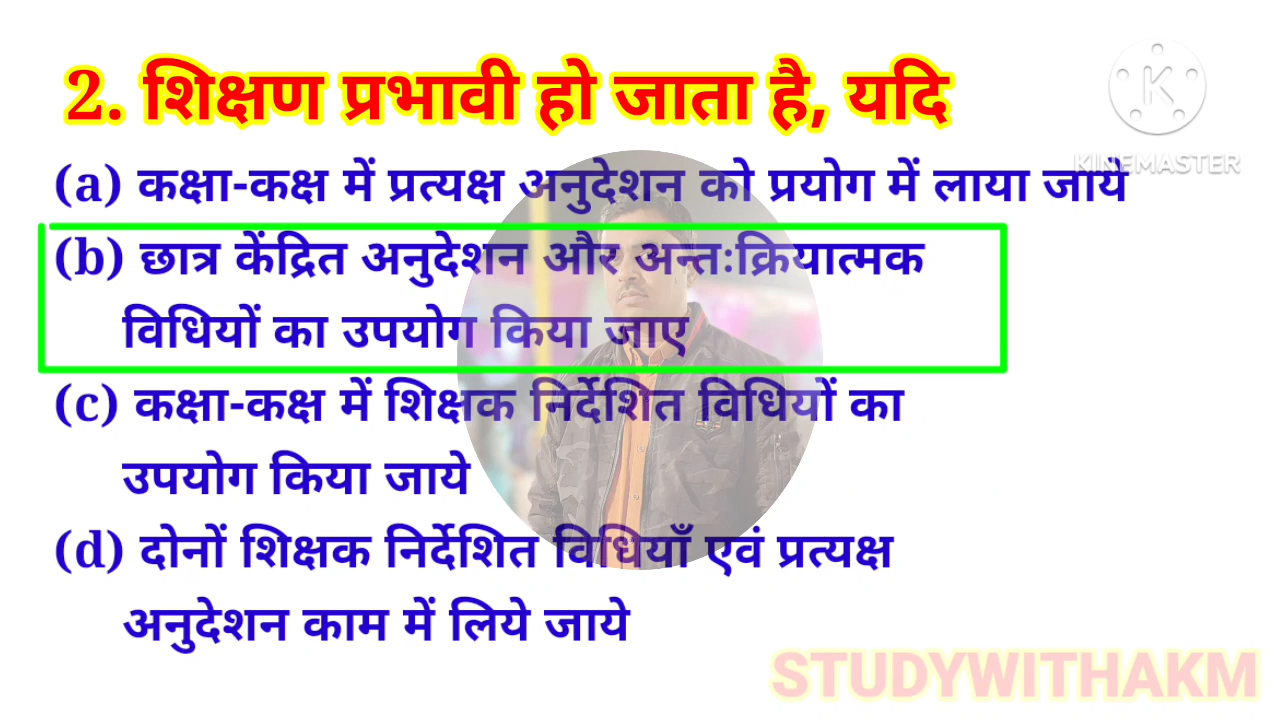 2. शिक्षण प्रभावी हो जाता है, यदि
KINEMASTER
(a) कक्षा-कक्ष में प्रत्यक्ष अनुदेशन को प्रयोग में लाया जाये
(b) छात्र केंद्रित अनुदेशन और अन्तःक्रियात्मक
विधियों का उपयोग किया जाए
(c) कक्षा-कक्ष में शिक्षक निर्देशित विधियों का
उपयोग किया जाये
(d) दोनों शिक्षक निर्देशित विधियाँ एवं प्रत्यक्ष
अनुदेशन काम में लिये जाये
STUDYWITHAKM